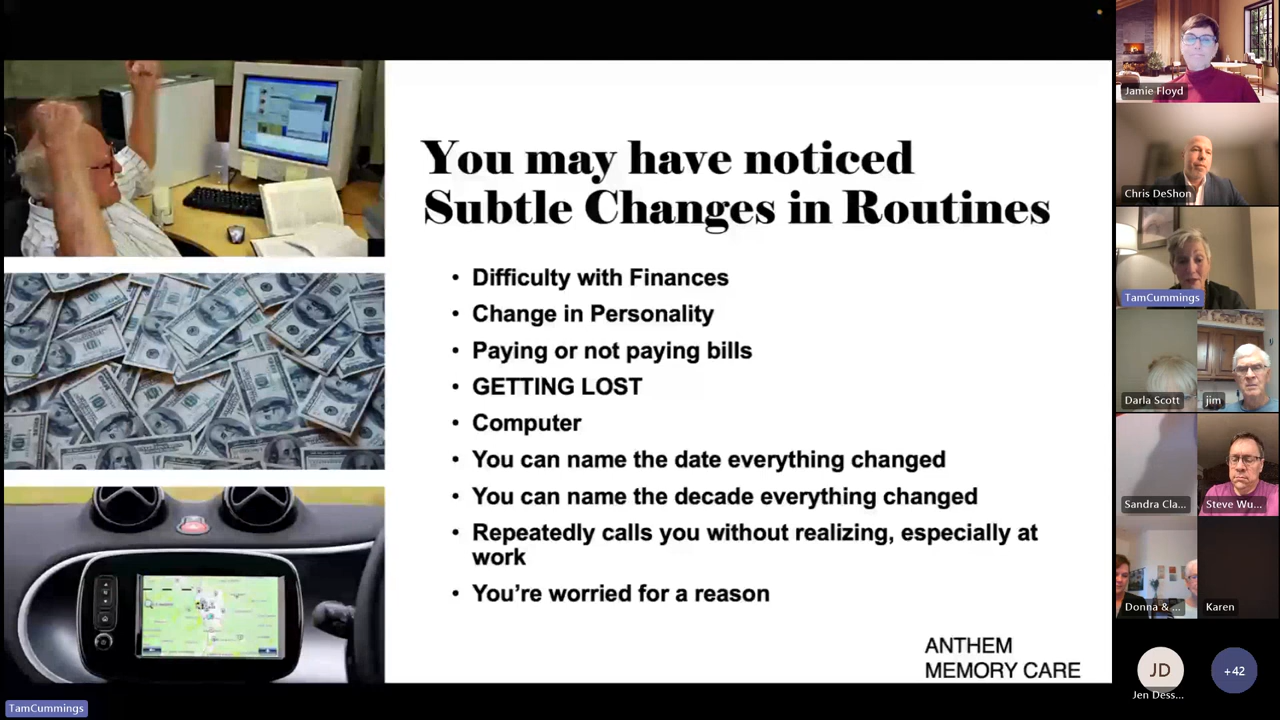 You may have noticed
Subtle Changes in Routines
• Difficulty with Finances
• Change in Personality
• Paying or not paying bills
• GETTING LOST
• Computer
• You can name the date everything changed
• You can name the decade everything changed
• Repeatedly calls you without realizing, especially at
work
• You're worried for a reason
ANTHEM
MEMORY CARE
TamCummings
Jamie Floyd
Chris DeShon
TamCummings
Darla Scott
jim
Sandra Cla...
Steve Wu...
Donna & ...
Karen
JD
Jen Dess...
+42